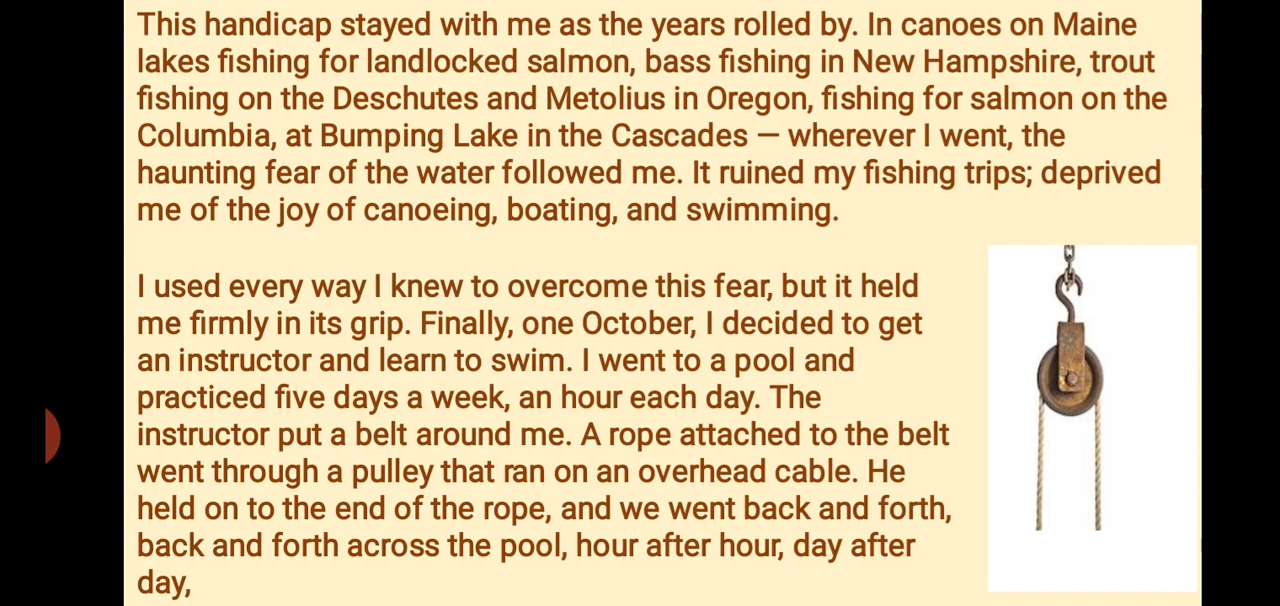 This handicap stayed with me as the years rolled by. In canoes on Maine
lakes fishing for landlocked salmon, bass fishing in New Hampshire, trout
fishing on the Deschutes and Metolius in Oregon, fishing for salmon on the
Columbia, at Bumping Lake in the Cascades — wherever I went, the
haunting fear of the water followed me. It ruined my fishing trips; deprived
me of the joy of canoeing, boating, and swimming.
I used every way I knew to overcome this fear, but it held
me firmly in its grip. Finally, one October, I decided to get
an instructor and learn to swim. I went to a pool and
practiced five days a week, an hour each day. The
instructor put a belt around me. A rope attached to the belt
went through a pulley that ran on an overhead cable. He
held on to the end of the rope, and we went back and forth,
back and forth across the pool, hour after hour, day after
day,